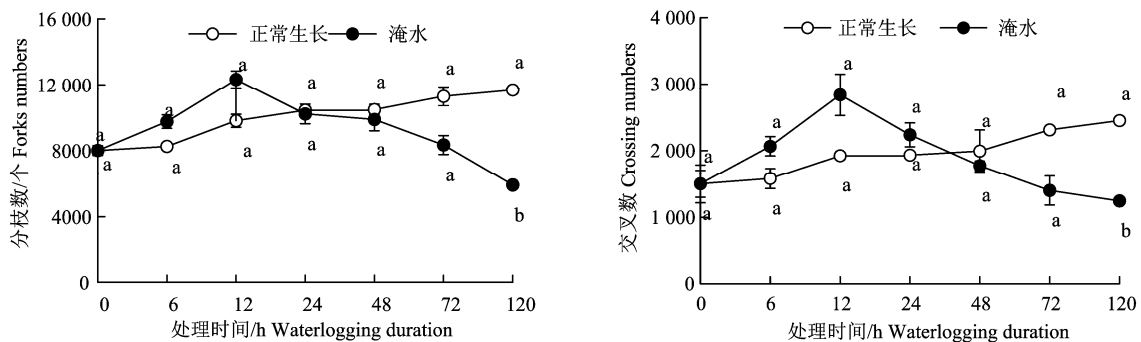 16 000
12 000
8000
4000
0
分枝数/个 Forks numbers
正常生长 淹水
a a a a a a a
a a a a a a b
0 6 12 24 48 72 120
处理时间/h Waterlogging duration
4 000
3 000
2 000
1 000
0
交叉数 Crossing numbers
正常生长 淹水
a a a a a a a
a a a a a a b
0 6 12 24 48 72 120
处理时间/h Waterlogging duration